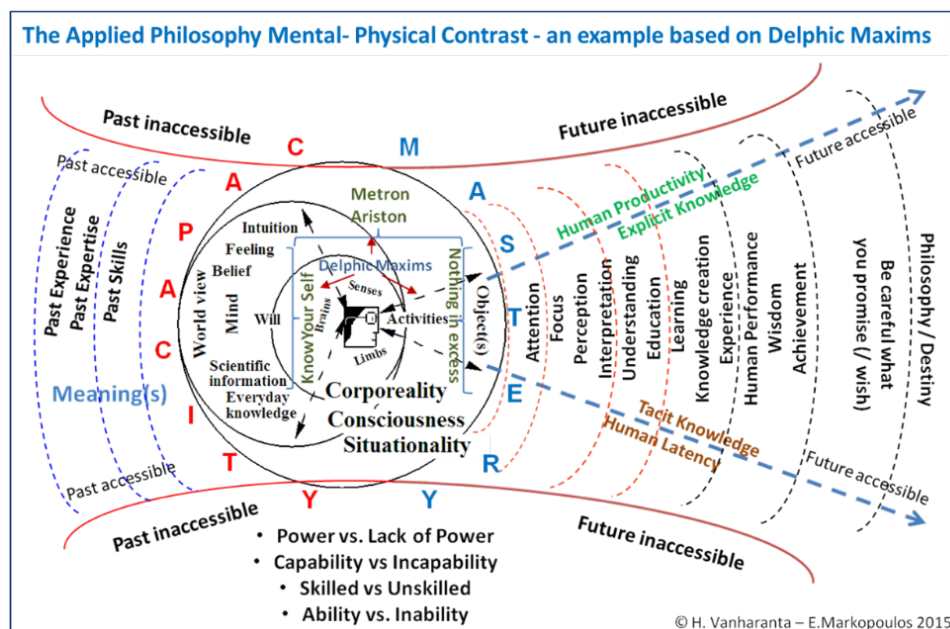 The Applied Philosophy Mental- Physical Contrast - an example based on Delphic Maxims
Past inaccessible
Future inaccessible
Past accessible
Future accessible
CAPACITY
MASTERY
Past Experience
Past Expertise
Past Skills
Meaning(s)
Past accessible
World view
Intuition
Feeling
Belief
Mind
Will
Scientific
information
Everyday
knowledge
Metron
Ariston
Delphic Maxims
Know Your Self
Nothing in excess
Senses
Brains
Limbs
Activities
Object(s)
Corporeality
Consciousness
Situationality
Human Productivity
Explicit Knowledge
Attention
Focus
Perception
Interpretation
Understanding
Education
Learning
Knowledge creation
Experience
Human Performance
Wisdom
Achievement
Be careful what
you promise (// wish)
Philosophy / Destiny
Tacit Knowledge
Human Latency
Future accessible
Past inaccessible
Future inaccessible
• Power vs. Lack of Power
• Capability vs Incapability
• Skilled vs Unskilled
• Ability vs. Inability
© H. Vanharanta – E.Markopoulos 2015